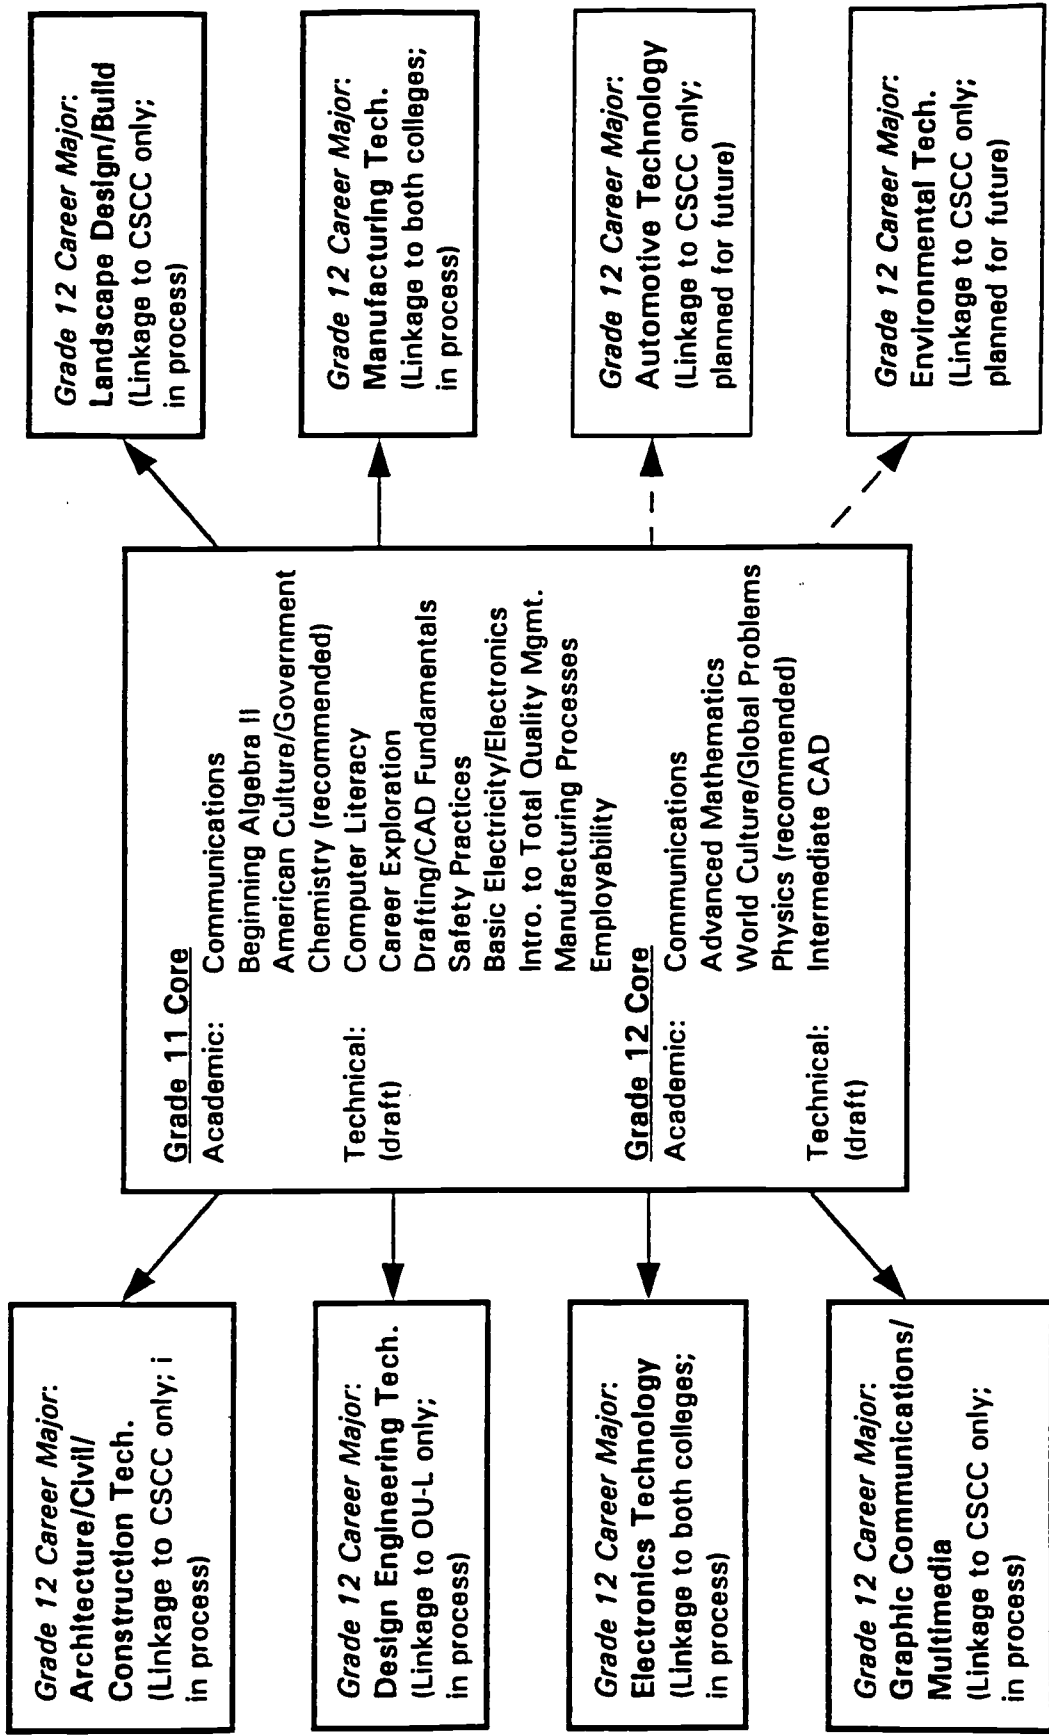 Grade 12 Career Major:
Architecture/Civil/
Construction Tech.
(Linkage to CSCC only; i
in process)
Grade 12 Career Major:
Design Engineering Tech.
(Linkage to OU-L only;
in process)
Grade 12 Career Major:
Electronics Technology
(Linkage to both colleges;
in process)
Grade 12 Career Major:
Graphic Communications/
Multimedia
(Linkage to CSCC only;
in process)
Grade 11 Core
Academic: Communications
Beginning Algebra II
American Culture/Government
Chemistry (recommended)
Technical: Computer Literacy
(draft) Career Exploration
Drafting/CAD Fundamentals
Safety Practices
Basic Electricity/Electronics
Intro. to Total Quality Mgmt.
Manufacturing Processes
Employability
Grade 12 Core
Academic: Communications
Advanced Mathematics
World Culture/Global Problems
Physics (recommended)
Technical: Intermediate CAD
(draft)
Grade 12 Career Major:
Landscape Design/Build
(Linkage to CSCC only;
in process)
Grade 12 Career Major:
Manufacturing Tech.
(Linkage to both colleges;
in process)
Grade 12 Career Major:
Automotive Technology
(Linkage to CSCC only;
planned for future)
Grade 12 Career Major:
Environmental Tech.
(Linkage to CSCC only;
planned for future)